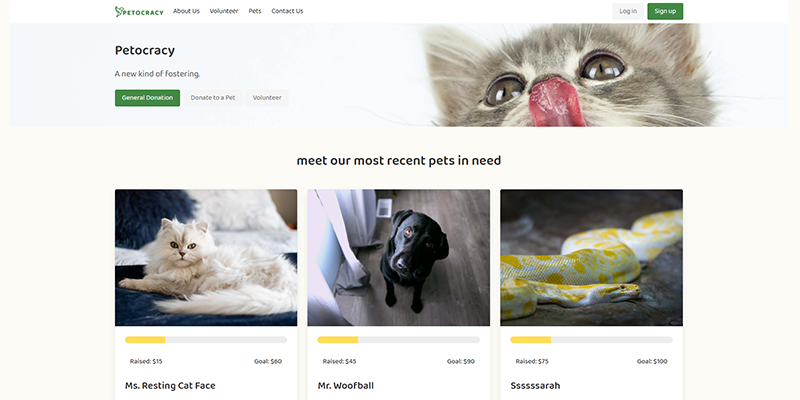 PETOCRACY About Us Volunteer Pets Contact Us Log in Sign up
Petocracy
A new kind of fostering.
General Donation Donate to a Pet Volunteer
meet our most recent pets in need
Raised: $15 Goal: $60 Raised: $45 Goal: $90 Raised: $75 Goal: $100
Ms. Resting Cat Face Mr. Woofball Ssssssarah